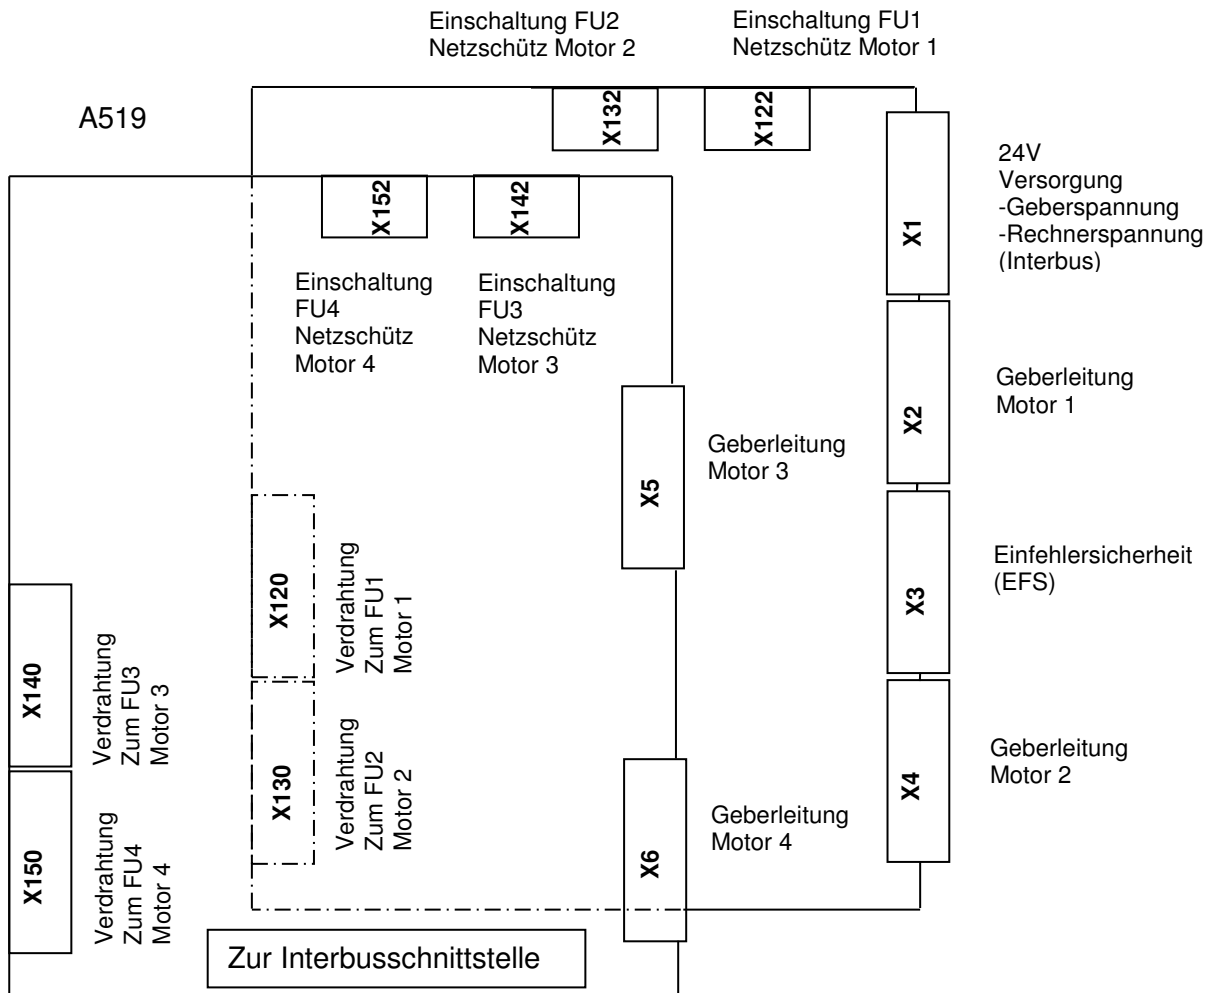 Einschaltung FU2
Netzschütz Motor 2
Einschaltung FU1
Netzschütz Motor 1
A519
X132
X122
X152
X142
X1
24V
Versorgung
-Geberspannung
-Rechnerspannung
(Interbus)
Einschaltung
FU4
Netzschütz
Motor 4
Einschaltung
FU3
Netzschütz
Motor 3
X2
Geberleitung
Motor 1
X5
Geberleitung
Motor 3
X3
Einfehlersicherheit
(EFS)
X120
Verdrahtung
Zum FU1
Motor 1
X140
Verdrahtung
Zum FU3
Motor 3
X130
Verdrahtung
Zum FU2
Motor 2
X4
Geberleitung
Motor 2
X6
Geberleitung
Motor 4
X150
Verdrahtung
Zum FU4
Motor 4
Zur Interbusschnittstelle